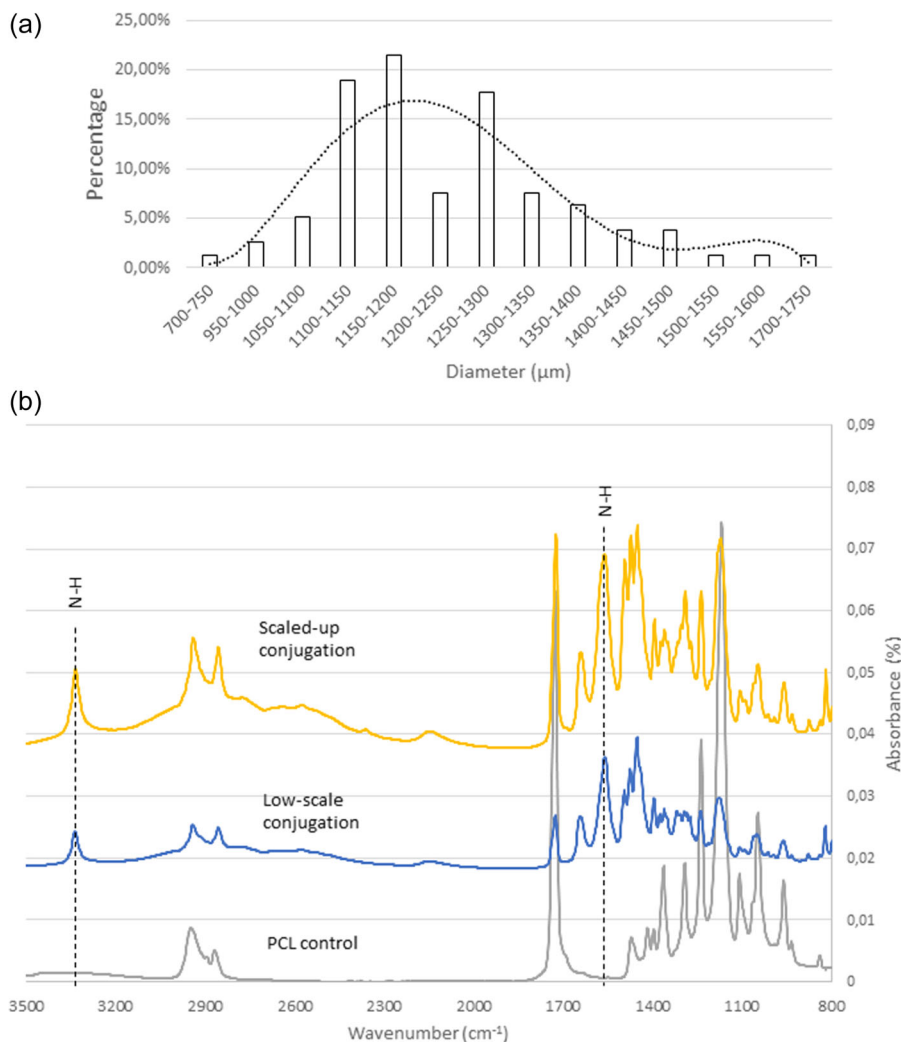 (a)
25,00%
20,00%
15,00%
10,00%
5,00%
0,00%
Percentage
700-750
950-1000
1050-1100
1100-1150
1150-1200
1200-1250
1250-1300
1300-1350
1350-1400
1400-1450
1450-1500
1500-1550
1550-1600
1700-1750
Diameter (µm)
(b)
0,09
0,08
0,07
0,06
0,05
0,04
0,03
0,02
0,01
0
Absorbance (%)
N-H
N-H
Scaled-up
conjugation
Low-scale
conjugation
PCL control
3500 3200 2900 2600 2300 2000 1700 1400 1100 800
Wavenumber (cm⁻¹)